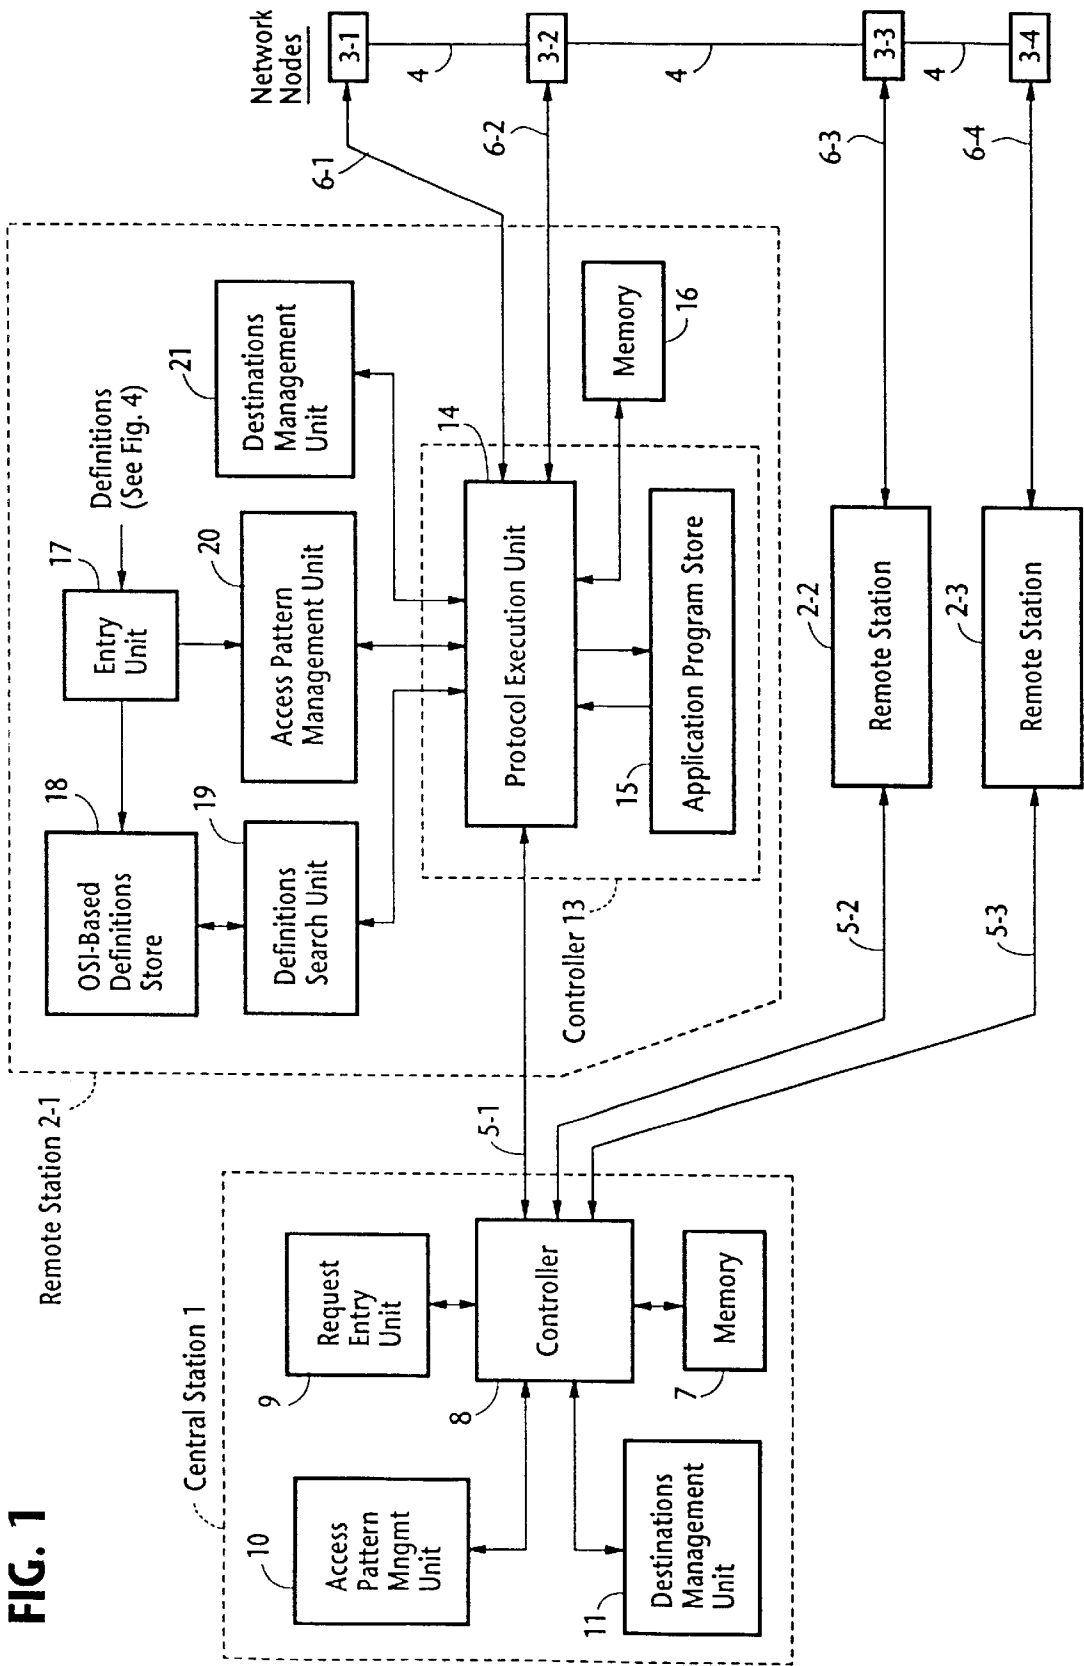 FIG. 1
Central Station 1
10
Access
Pattern
Mngmt
Unit
9
Request
Entry
Unit
8
Controller
11
Destinations
Management
Unit
7
Memory
5-1
5-2
5-3
Remote Station 2-1
18
OSI-Based
Definitions
Store
17
Entry
Unit
Definitions
(See Fig. 4)
19
Definitions
Search Unit
20
Access Pattern
Management Unit
21
Destinations
Management
Unit
Controller 13
14
Protocol Execution Unit
15
Application Program Store
Memory
16
2-2
Remote Station
2-3
Remote Station
6-1
6-2
6-3
6-4
Network
Nodes
3-1
4
3-2
4
3-3
4
3-4